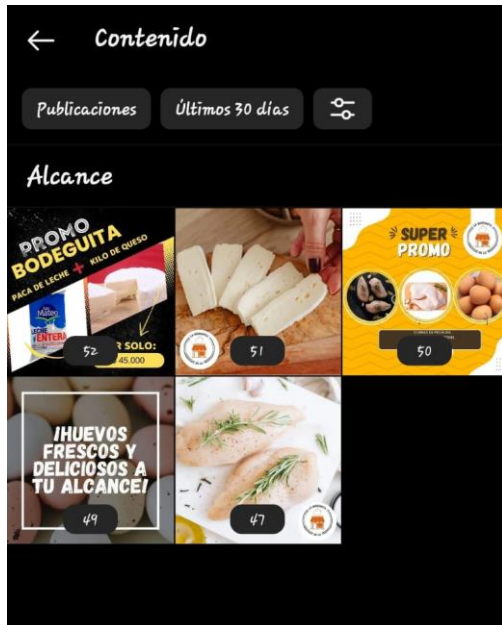 Contenido
Publicaciones
Últimos 30 días
Alcance
PROMO
BODEGUITA
PACA DE LECHE + KILO DE QUESO
LECHE
ENTERA
R SOLO:
45.000
52
51
SUPER
PROMO
50
¡HUEVOS
FRESCOS Y
DELICIOSOS A
TU ALCANCE!
49
47